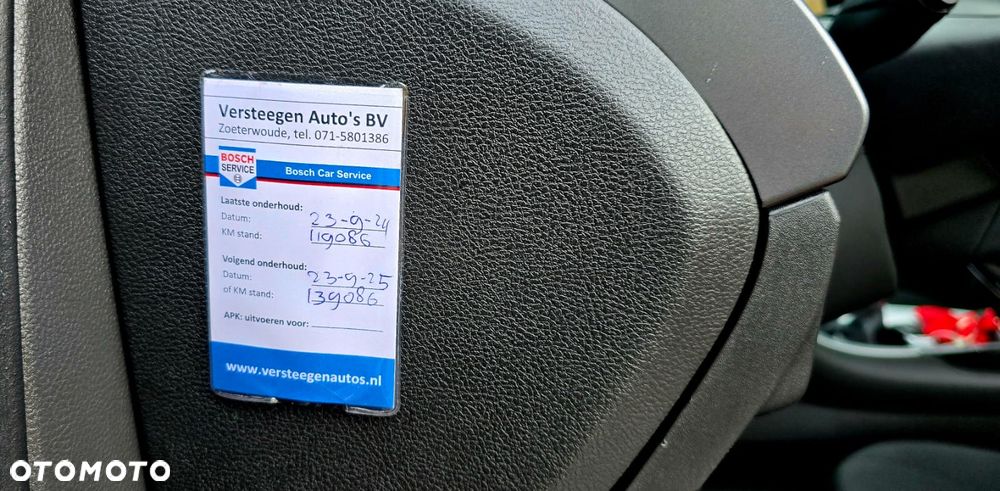 Versteegen Auto's BV
Zoeterwoude, tel. 071-5801386
BOSCH
SERVICE
Bosch Car Service
Laatste onderhoud:
Datum: 23-9-24
KM stand: 119086
Volgend onderhoud:
Datum: 23-9-25
of KM stand: 139086
APK: uitvoeren voor:
www.versteegenautos.nl
OTOMOTO